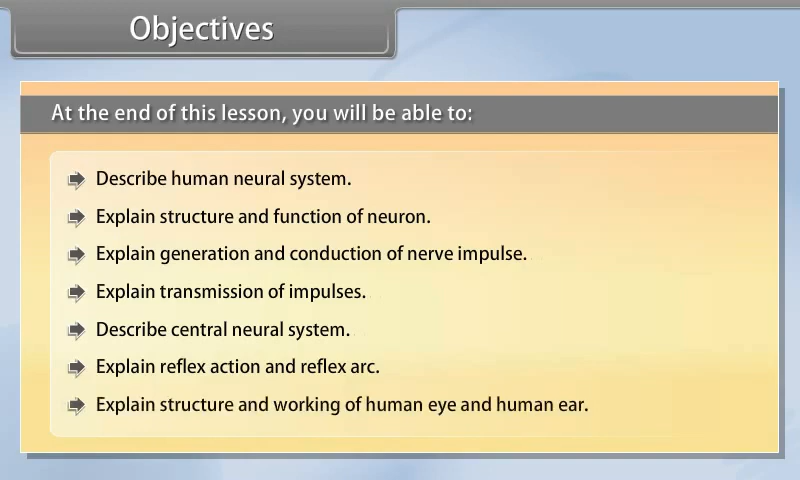 Objectives
At the end of this lesson, you will be able to:
Describe human neural system.
Explain structure and function of neuron.
Explain generation and conduction of nerve impulse.
Explain transmission of impulses.
Describe central neural system.
Explain reflex action and reflex arc.
Explain structure and working of human eye and human ear.